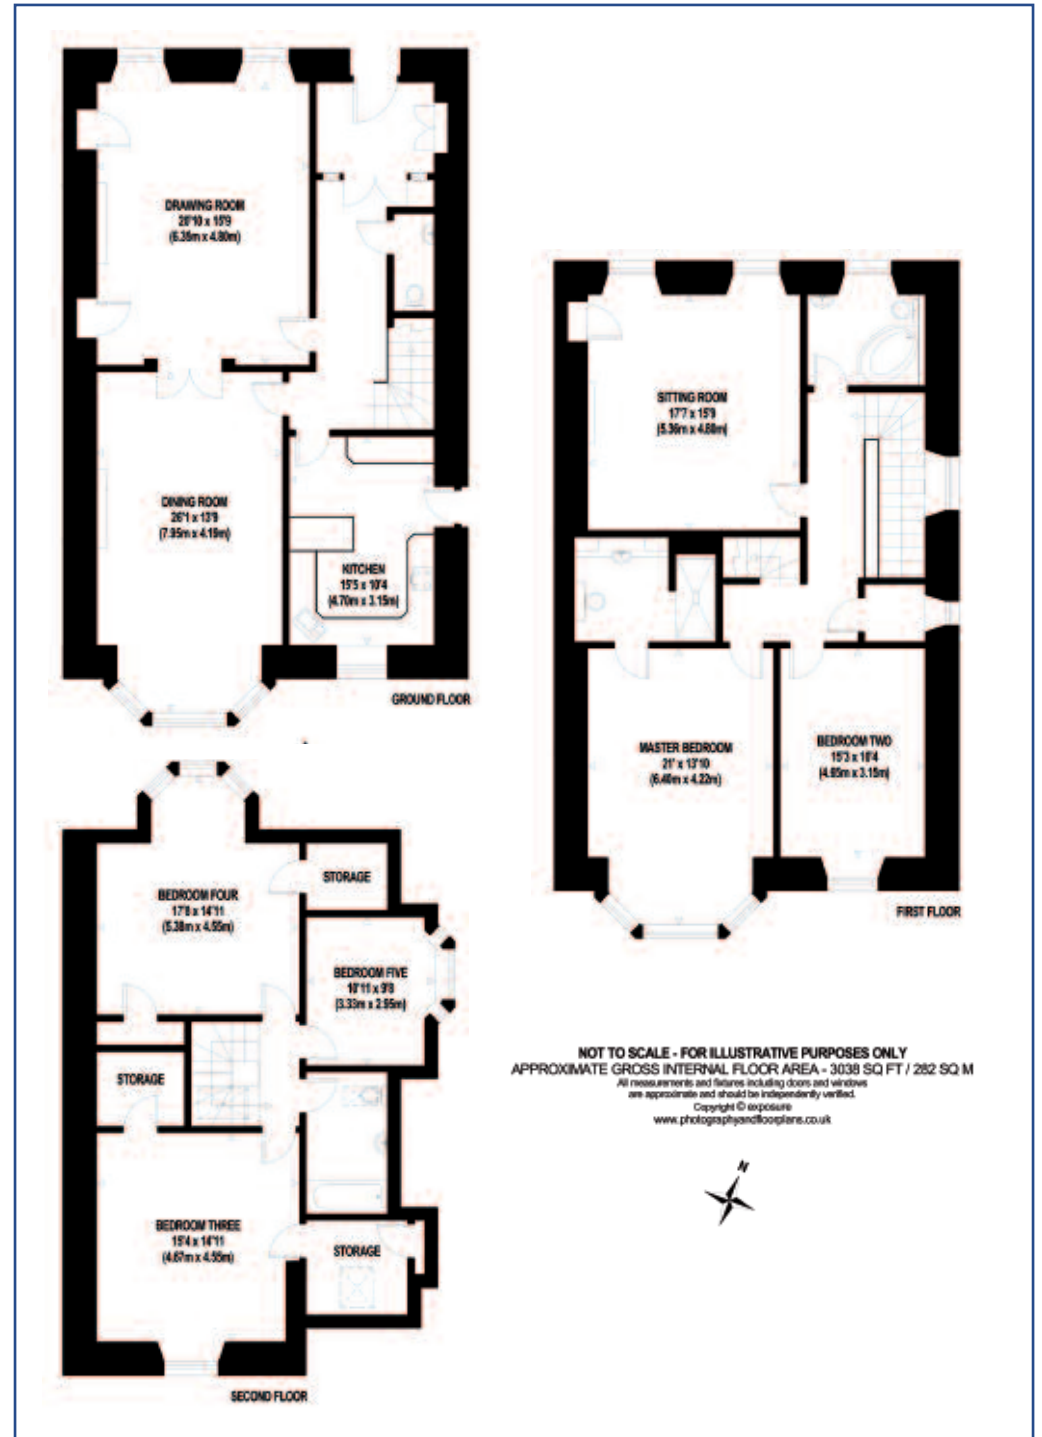 DRAWING ROOM
20'10 x 15'9
(6.35m x 4.80m)
DINING ROOM
26'1 x 13'9
(7.95m x 4.19m)
KITCHEN
15'5 x 10'4
(4.70m x 3.15m)
GROUND FLOOR
SITTING ROOM
17'7 x 15'9
(5.36m x 4.80m)
MASTER BEDROOM
21' x 13'10
(6.40m x 4.22m)
BEDROOM TWO
15'3 x 10'4
(4.65m x 3.15m)
FIRST FLOOR
BEDROOM FOUR
17'8 x 14'11
(5.38m x 4.55m)
STORAGE
BEDROOM FIVE
10'11 x 9'8
(3.33m x 2.95m)
STORAGE
BEDROOM THREE
15'4 x 14'11
(4.67m x 4.55m)
STORAGE
SECOND FLOOR
NOT TO SCALE - FOR ILLUSTRATIVE PURPOSES ONLY
APPROXIMATE GROSS INTERNAL FLOOR AREA - 3038 SQ FT / 282 SQ M
All measurements and fixtures including doors and windows
are approximate and should be independently verified.
Copyright © exposure
www.photographyandfloorplans.co.uk
N